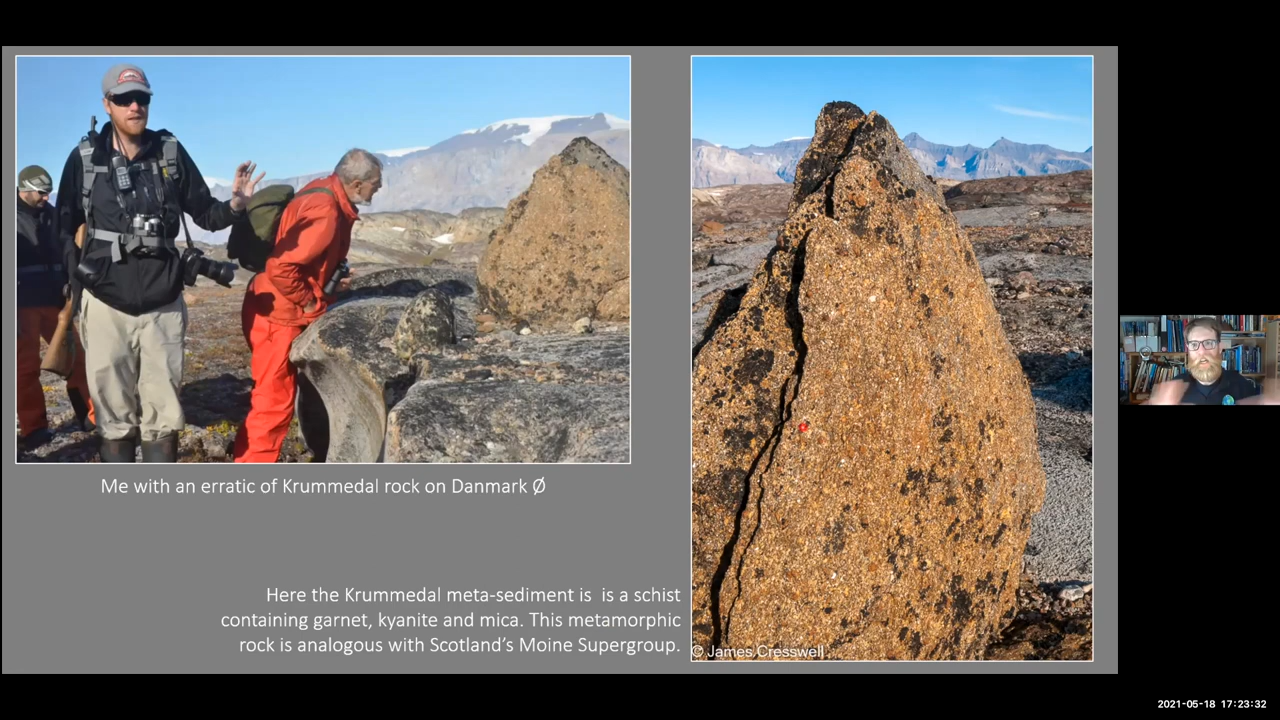 Me with an erratic of Krummedal rock on Danmark Ø
Here the Krummedal meta-sediment is  is a schist
containing garnet, kyanite and mica. This metamorphic
rock is analogous with Scotland's Moine Supergroup.
© James Cresswell
2021-05-18 17:23:32